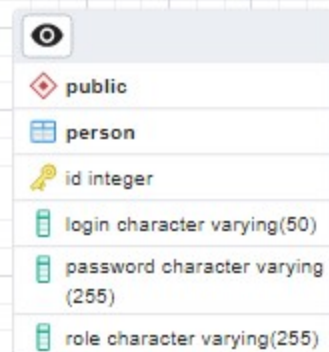 public
person
id integer
login character varying(50)
password character varying
(255)
role character varying(255)